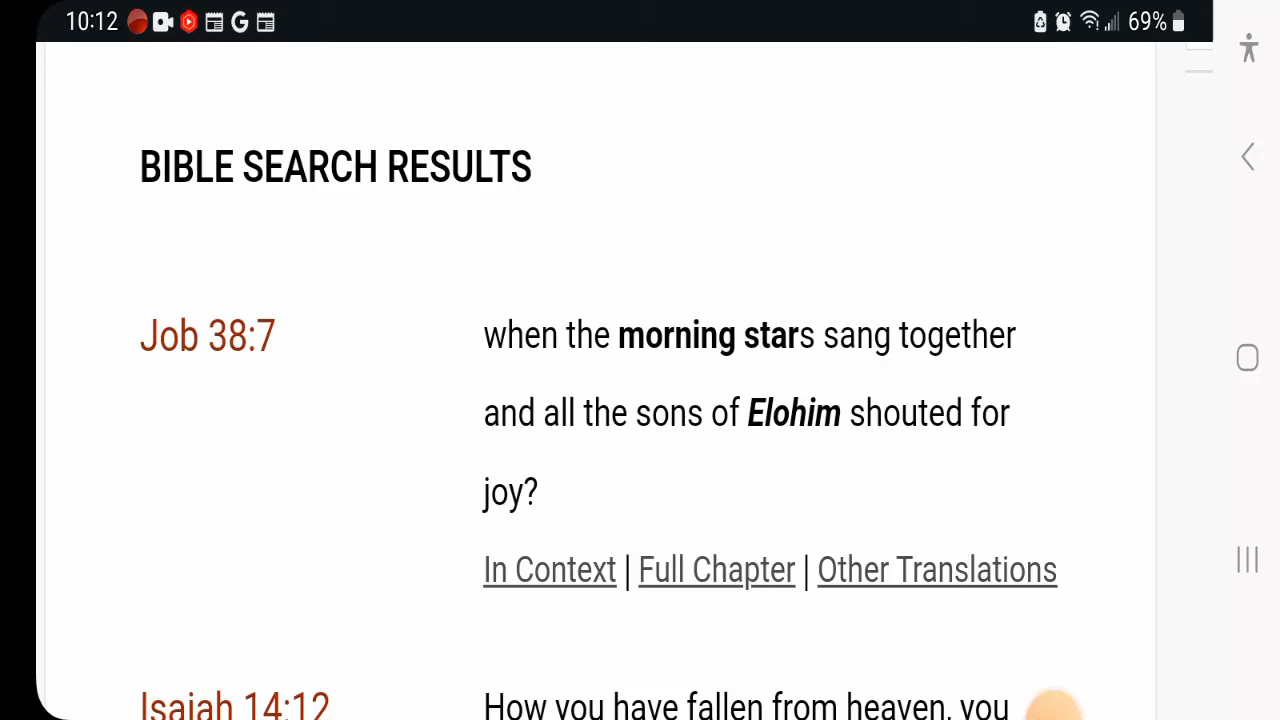 10:12 G 69%
BIBLE SEARCH RESULTS
Job 38:7
when the morning stars sang together
and all the sons of Elohim shouted for
joy?
In Context | Full Chapter | Other Translations
Isaiah 14:12
How you have fallen from heaven, you